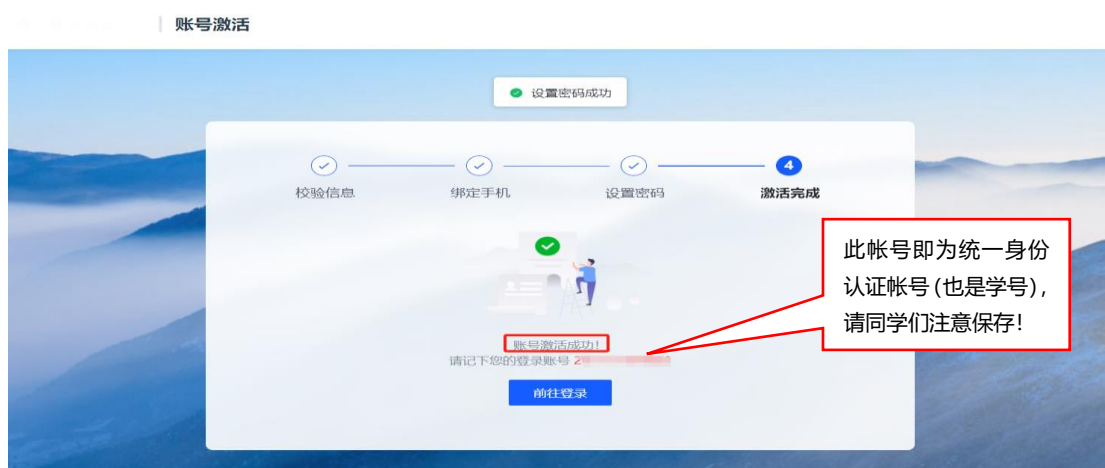 账号激活
设置密码成功
4
校验信息
绑定手机
设置密码
激活完成
此帐号即为统一身份
认证帐号(也是学号),
请同学们注意保存!
账号激活成功!
请记下您的登录账号 2
前往登录